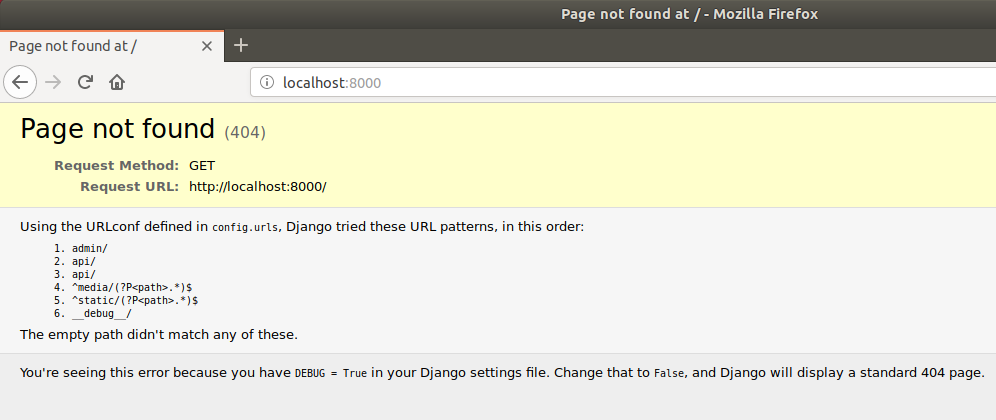 Page not found at / - Mozilla Firefox
Page not found at /
localhost:8000
Page not found (404)
Request Method: GET
Request URL: http://localhost:8000/
Using the URLconf defined in config.urls, Django tried these URL patterns, in this order:
1. admin/
2. api/
3. api/
4. ^media/(?P<path>.*)$
5. ^static/(?P<path>.*)$
6. __debug__/
The empty path didn't match any of these.
You're seeing this error because you have DEBUG = True in your Django settings file. Change that to False, and Django will display a standard 404 page.